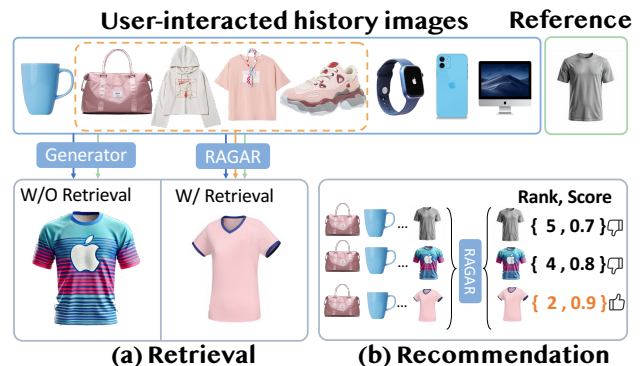 User-interacted history images
Reference
Generator
RAGAR
W/O Retrieval
W/ Retrieval
Rank, Score
... { 5 , 0.7 }
... { 4 , 0.8 }
... { 2 , 0.9 }
RAGAR
(a) Retrieval
(b) Recommendation